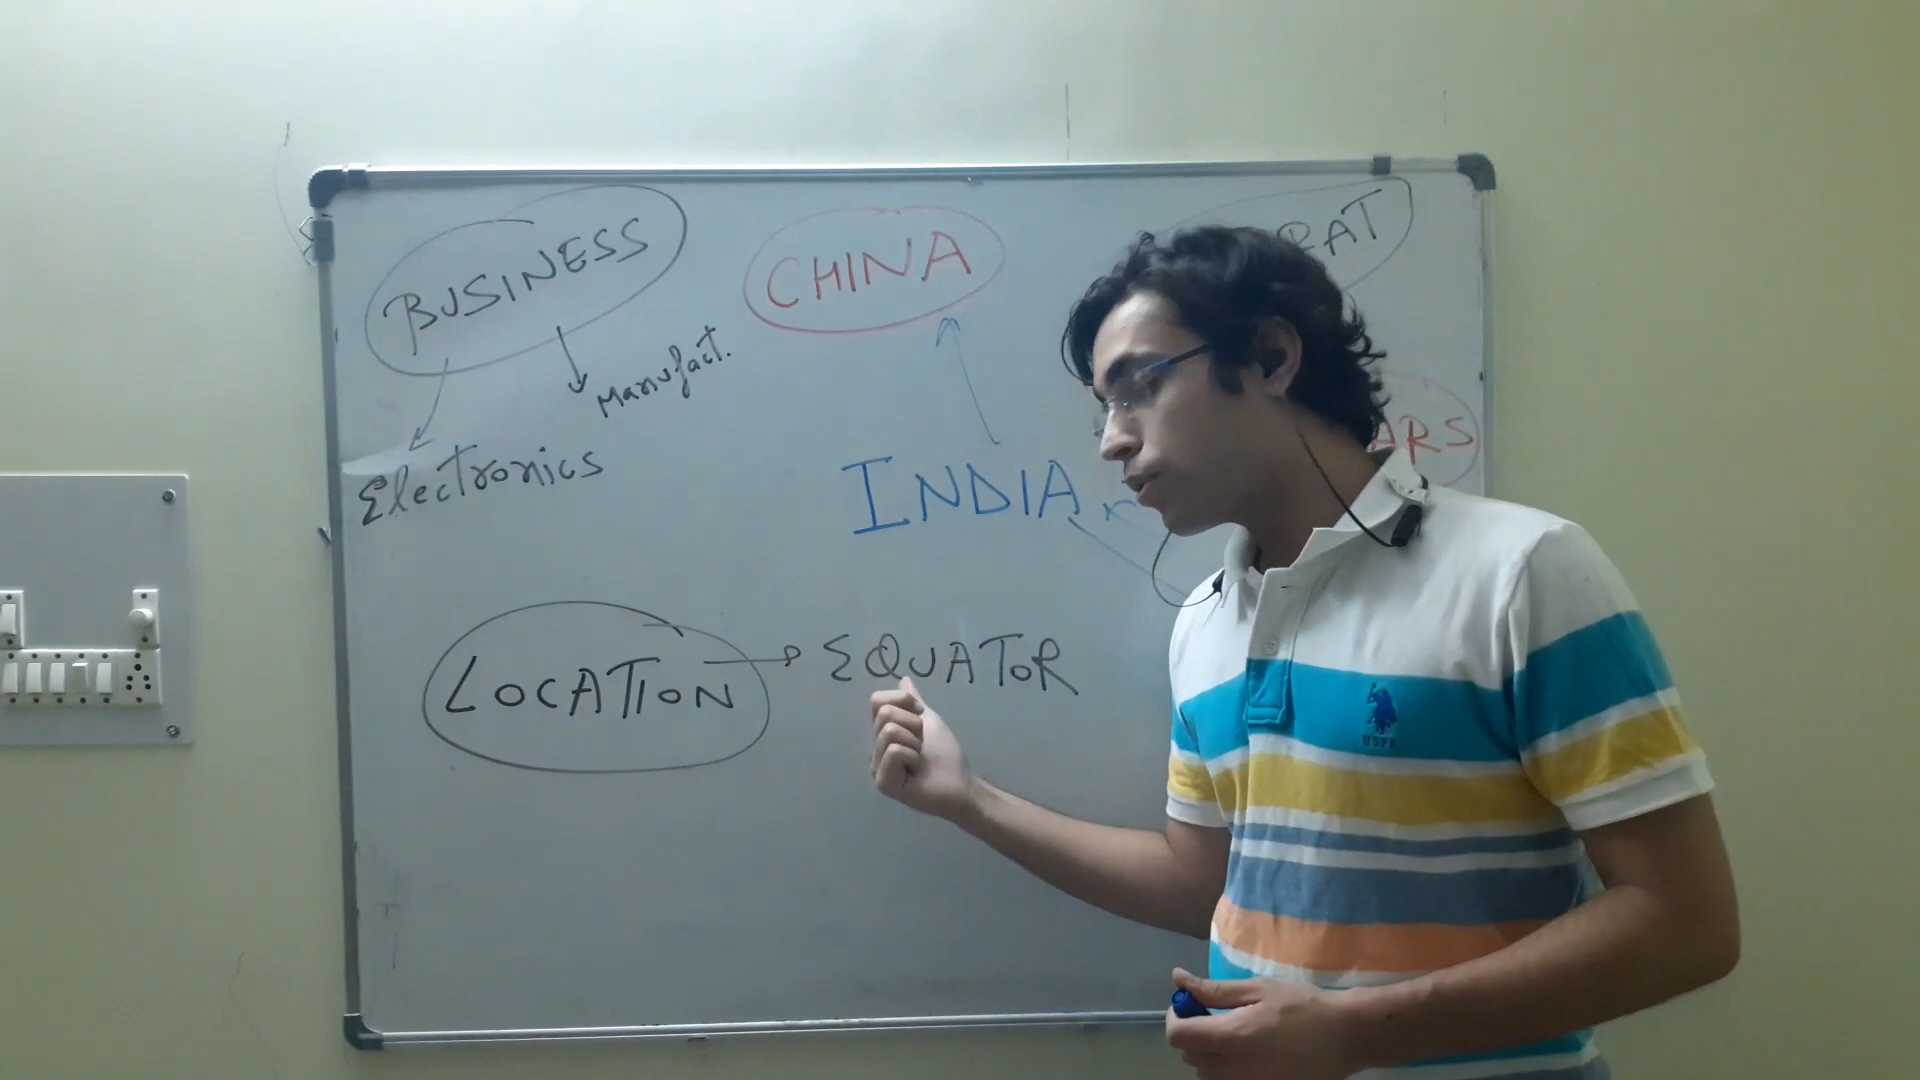 BUSINESS
CHINA
Manufact.
Electronics
INDIA
LOCATION → EQUATOR
USPA